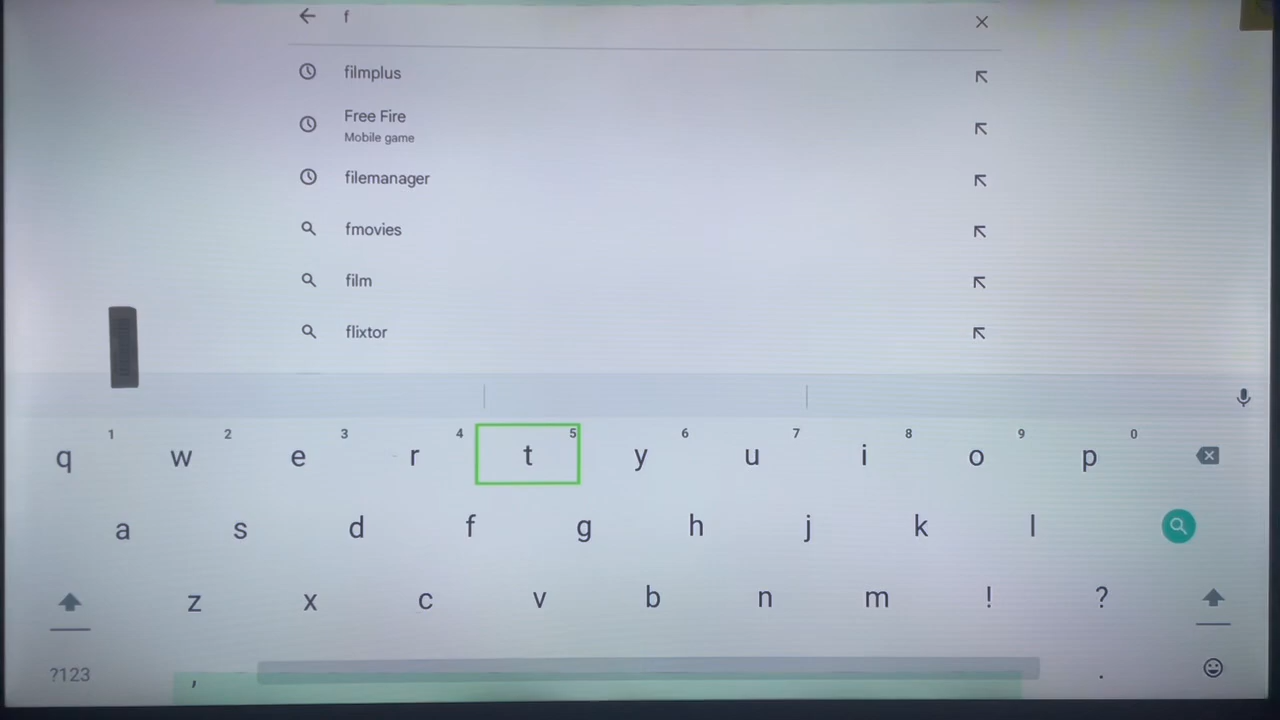 f
filmplus
Free Fire
Mobile game
filemanager
fmovies
film
flixtor
1 2 3 4 5 6 7 8 9 0
q w e r t y u i o p
a s d f g h j k l
z x c v b n m ! ?
?123 , .